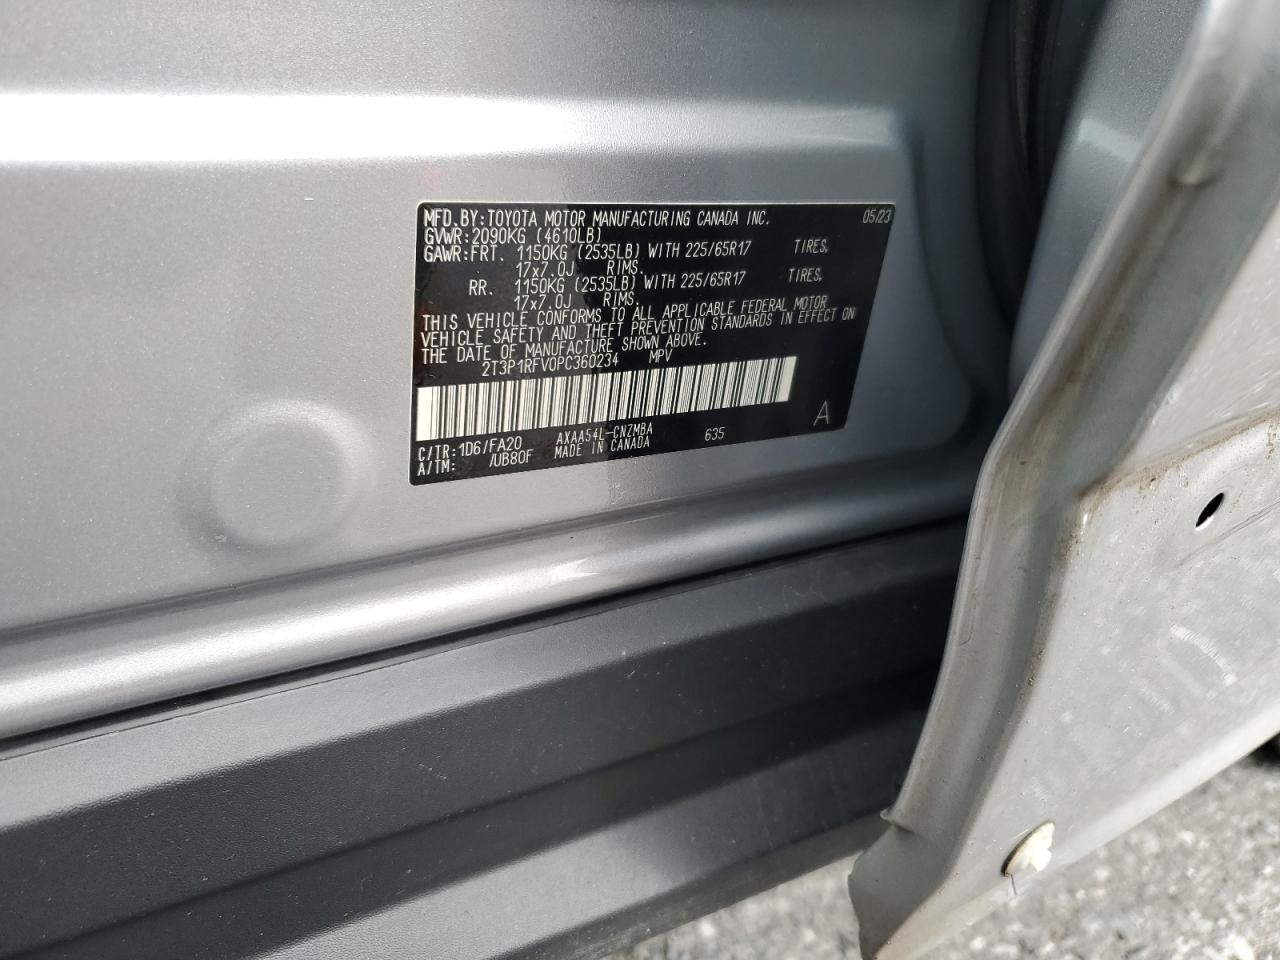 MFD.BY:TOYOTA MOTOR MANUFACTURING CANADA INC. 05/23
GVWR:2090KG (4610LB)
GAWR:FRT. 1150KG (2535LB) WITH 225/65R17 TIRES,
17x7.0J RIMS.
RR. 1150KG (2535LB) WITH 225/65R17 TIRES,
17x7.0J RIMS.
THIS VEHICLE CONFORMS TO ALL APPLICABLE FEDERAL MOTOR
VEHICLE SAFETY AND THEFT PREVENTION STANDARDS IN EFFECT ON
THE DATE OF MANUFACTURE SHOWN ABOVE.
2T3P1RFV0PC360234 MPV
C/TR:1D6/FA20 AXAA54L-CNZMBA 635 A
A/TM: /UB80F MADE IN CANADA